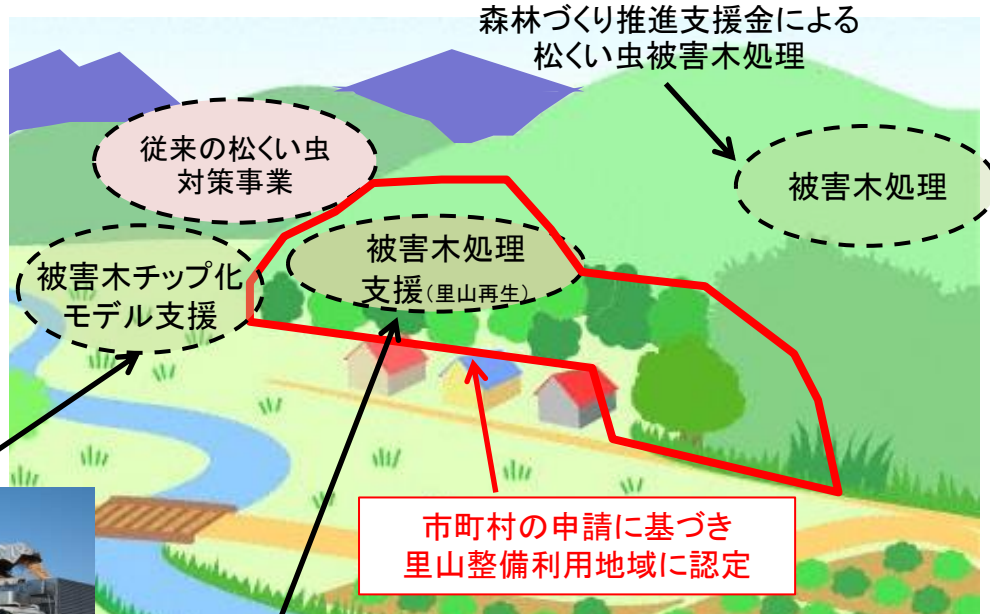 森林づくり推進支援金による
松くい虫被害木処理
従来の松くい虫
対策事業
被害木処理
被害木処理
支援(里山再生)
被害木チップ化
モデル支援
市町村の申請に基づき
里山整備利用地域に認定